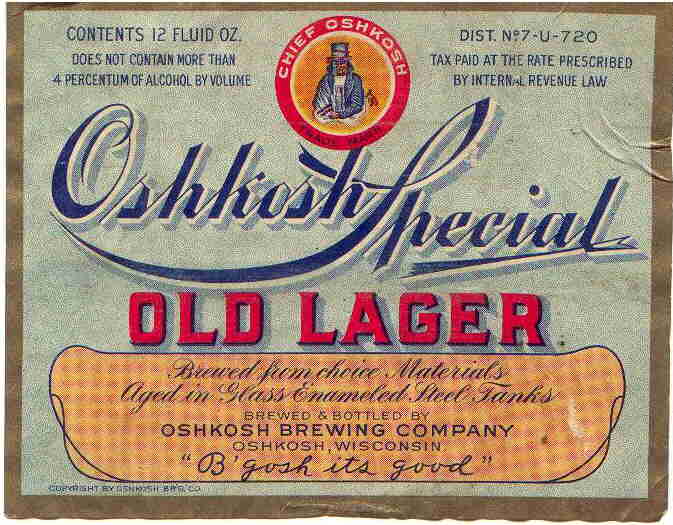 CONTENTS 12 FLUID OZ.
DOES NOT CONTAIN MORE THAN
4 PERCENTUM OF ALCOHOL BY VOLUME
CHIEF OSHKOSH
TRADE MARK
DIST. Nº7-U-720
TAX PAID AT THE RATE PRESCRIBED
BY INTERNAL REVENUE LAW
Oshkosh Special
OLD LAGER
Brewed from choice Materials
Aged in Glass Enameled Steel Tanks
BREWED & BOTTLED BY
OSHKOSH BREWING COMPANY
OSHKOSH, WISCONSIN
"B'gosh its good"
COPYRIGHT BY OSHKOSH BR'G. CO.